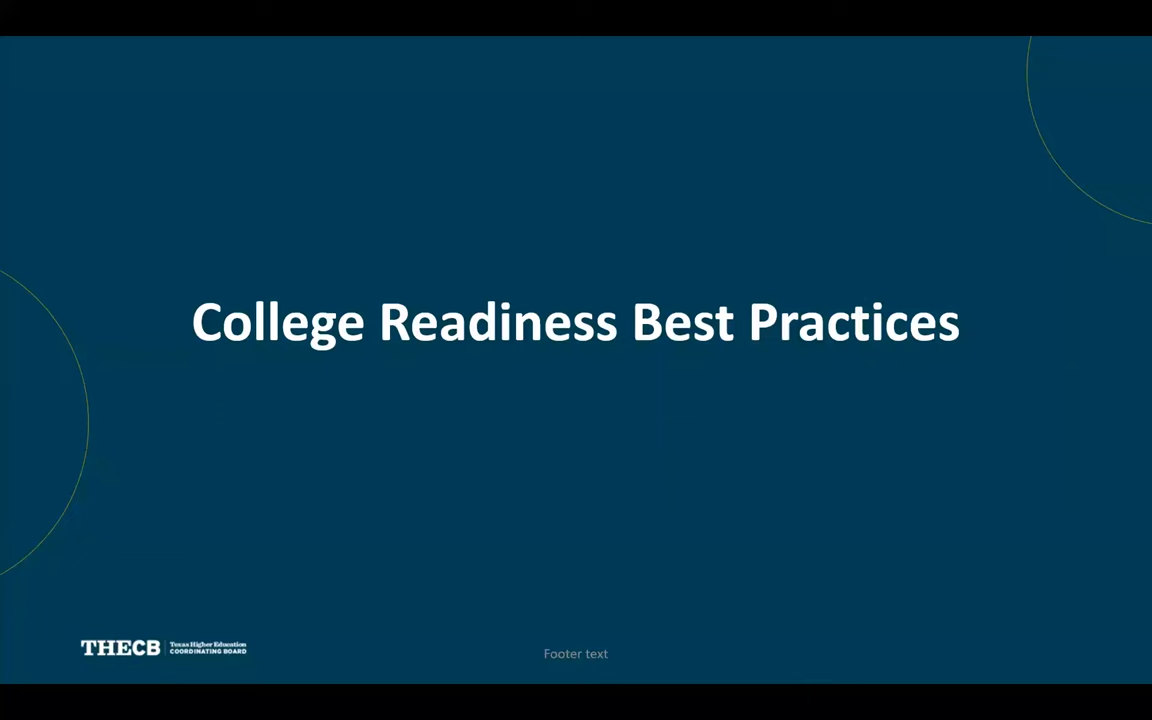 College Readiness Best Practices
THECB
Texas Higher Education
COORDINATING BOARD
Footer text